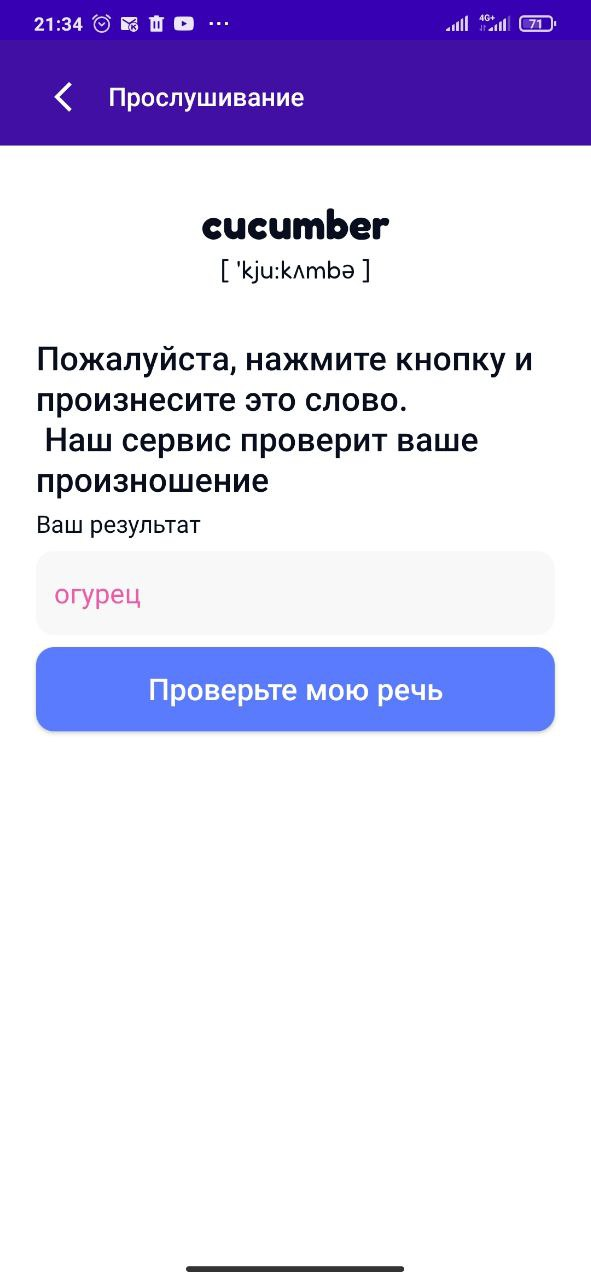 21:34
4G+
71
Прослушивание
cucumber
[ 'kju:kʌmbə ]
Пожалуйста, нажмите кнопку и
произнесите это слово.
Наш сервис проверит ваше
произношение
Ваш результат
огурец
Проверьте мою речь